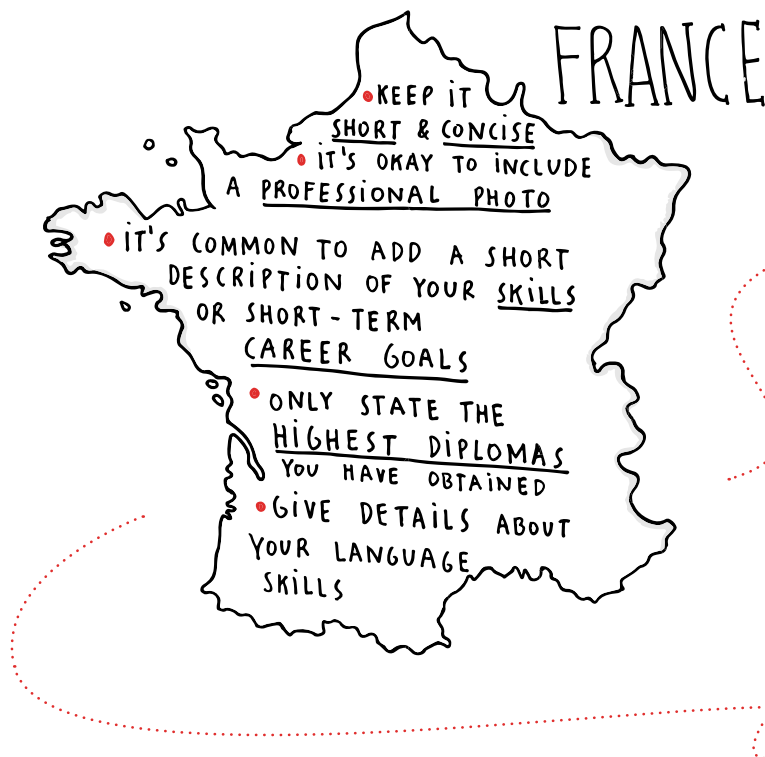 FRANCE
• KEEP iT
SHORT & CONCiSE
• iT'S OKAY TO iNCLUDE
A PROFESSiONAL PHOTO
• iT'S COMMON TO ADD A SHORT
DESCRiPTiON OF YOUR SKiLLS
OR SHORT-TERM
CAREER GOALS
• ONLY STATE THE
HiGHEST DiPLOMAS
YOU HAVE OBTAiNED
• GiVE DETAiLS ABOUT
YOUR LANGUAGE
SKiLLS